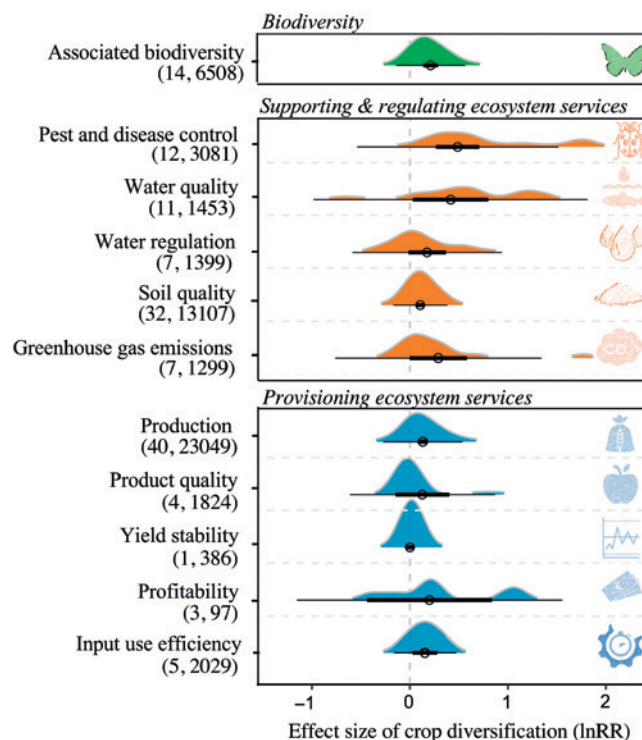 Biodiversity
Associated biodiversity
(14, 6508)
Supporting & regulating ecosystem services
Pest and disease control
(12, 3081)
Water quality
(11, 1453)
Water regulation
(7, 1399)
Soil quality
(32, 13107)
Greenhouse gas emissions
(7, 1299)
CO₂
Provisioning ecosystem services
Production
(40, 23049)
Product quality
(4, 1824)
Yield stability
(1, 386)
Profitability
(3, 97)
Input use efficiency
(5, 2029)
−1 0 1 2
Effect size of crop diversification (lnRR)